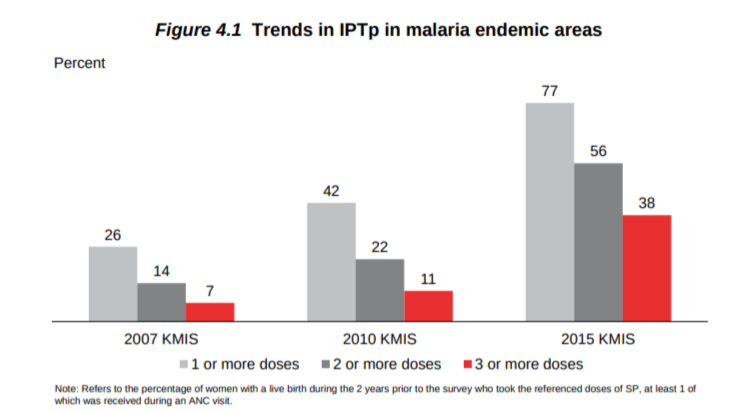 Figure 4.1 Trends in IPTp in malaria endemic areas
Percent
77
56
42
38
26
22
14
11
7
2007 KMIS 2010 KMIS 2015 KMIS
1 or more doses 2 or more doses 3 or more doses
Note: Refers to the percentage of women with a live birth during the 2 years prior to the survey who took the referenced doses of SP, at least 1 of
which was received during an ANC visit.